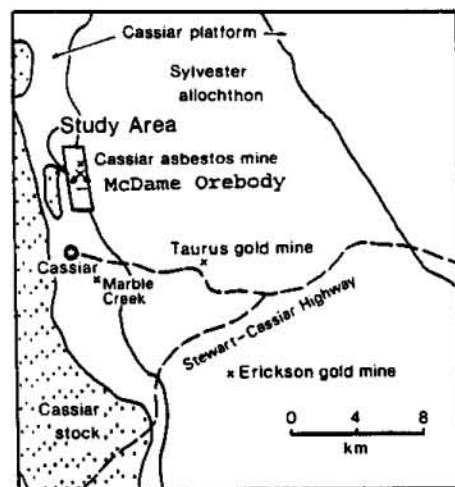 Cassiar platform
Sylvester
allochthon
Study Area
Cassiar asbestos mine
McDame Orebody
Taurus gold mine
Cassiar
Marble
Creek
Stewart-Cassiar Highway
Erickson gold mine
Cassiar
stock
0 4 8
km